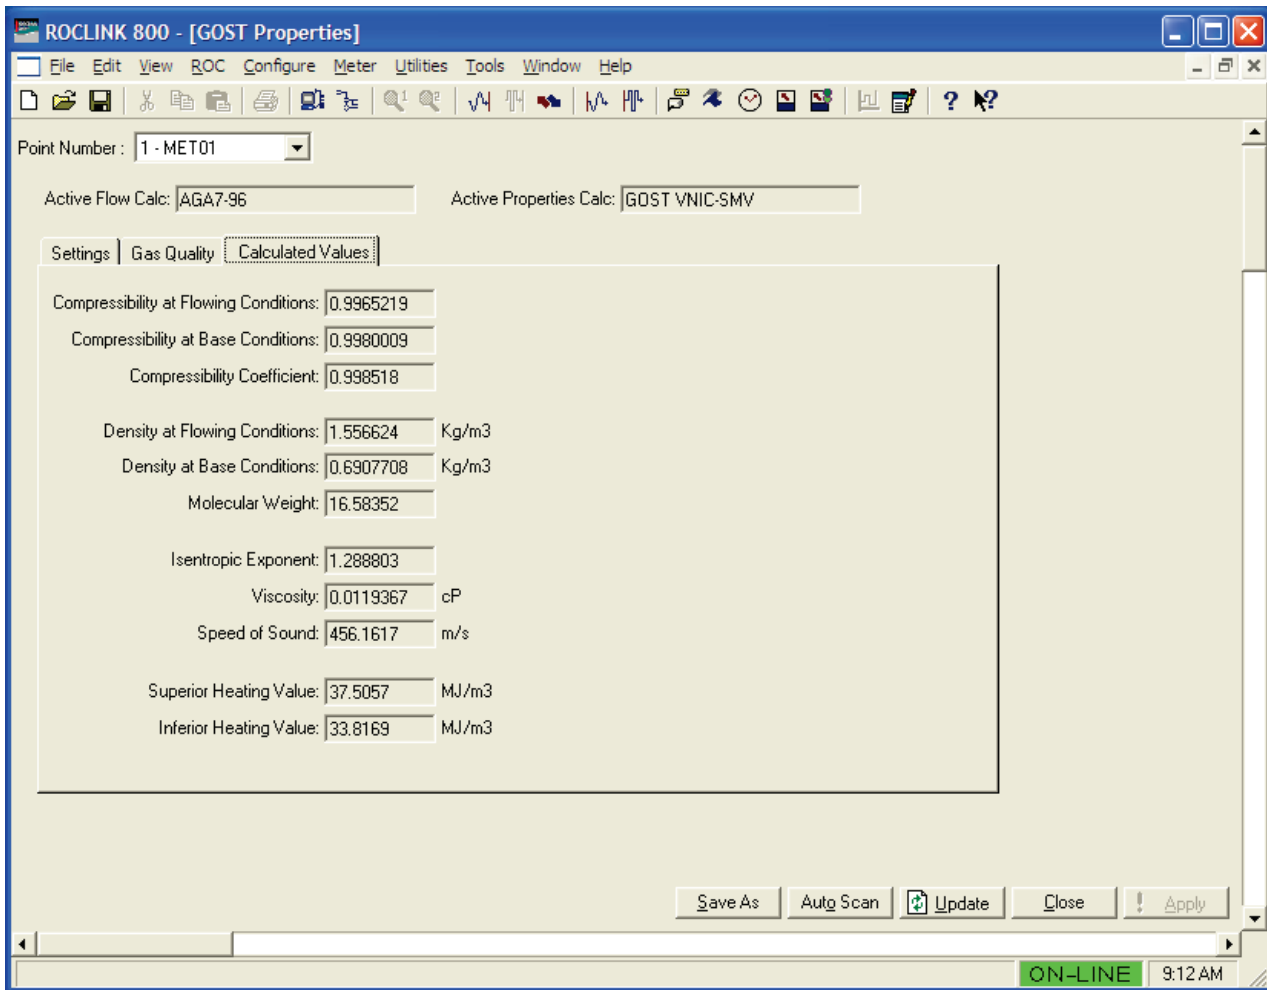 ROCLINK 800 - [GOST Properties]
File Edit View ROC Configure Meter Utilities Tools Window Help
Point Number : 1 - MET01
Active Flow Calc: AGA7-96 Active Properties Calc: GOST VNIC-SMV
Settings Gas Quality Calculated Values
Compressibility at Flowing Conditions: 0.9965219
Compressibility at Base Conditions: 0.9980009
Compressibility Coefficient: 0.998518
Density at Flowing Conditions: 1.556624 Kg/m3
Density at Base Conditions: 0.6907708 Kg/m3
Molecular Weight: 16.58352
Isentropic Exponent: 1.288803
Viscosity: 0.0119367 cP
Speed of Sound: 456.1617 m/s
Superior Heating Value: 37.5057 MJ/m3
Inferior Heating Value: 33.8169 MJ/m3
Save As Auto Scan Update Close Apply
ON-LINE 9:12 AM